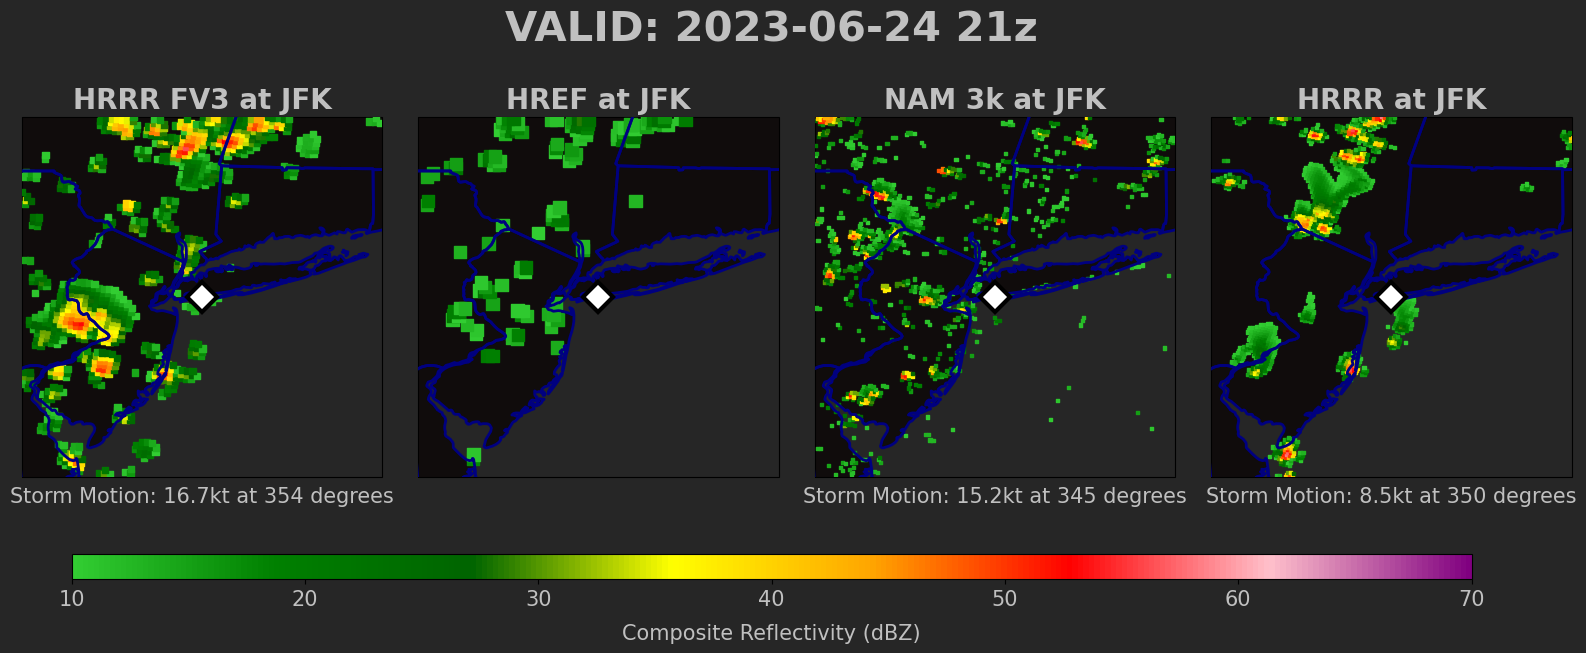 VALID: 2023-06-24 21z
HRRR FV3 at JFK
HREF at JFK
NAM 3k at JFK
HRRR at JFK
Storm Motion: 16.7kt at 354 degrees
Storm Motion: 15.2kt at 345 degrees
Storm Motion: 8.5kt at 350 degrees
10 20 30 40 50 60 70
Composite Reflectivity (dBZ)